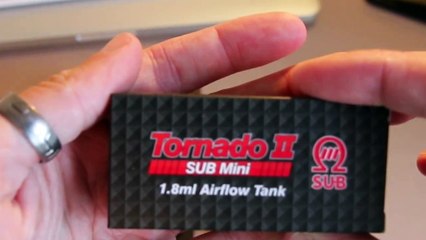 Tornado II
SUB Mini
1.8ml Airflow Tank
SUB